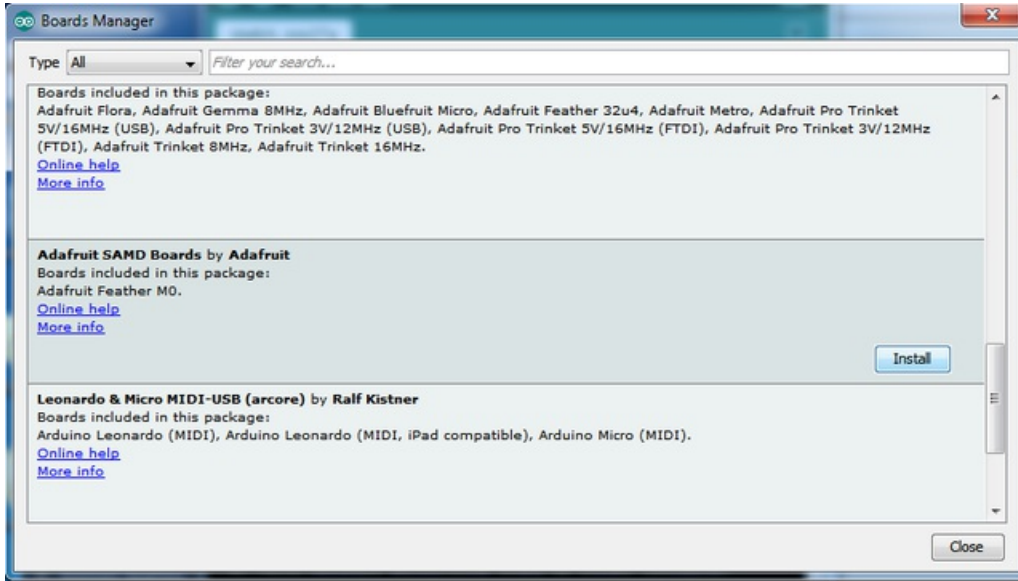 Boards Manager
Type All Filter your search...
Boards included in this package:
Adafruit Flora, Adafruit Gemma 8MHz, Adafruit Bluefruit Micro, Adafruit Feather 32u4, Adafruit Metro, Adafruit Pro Trinket
5V/16MHz (USB), Adafruit Pro Trinket 3V/12MHz (USB), Adafruit Pro Trinket 5V/16MHz (FTDI), Adafruit Pro Trinket 3V/12MHz
(FTDI), Adafruit Trinket 8MHz, Adafruit Trinket 16MHz.
Online help
More info
Adafruit SAMD Boards by Adafruit
Boards included in this package:
Adafruit Feather M0.
Online help
More info
Install
Leonardo & Micro MIDI-USB (arcore) by Ralf Kistner
Boards included in this package:
Arduino Leonardo (MIDI), Arduino Leonardo (MIDI, iPad compatible), Arduino Micro (MIDI).
Online help
More info
Close